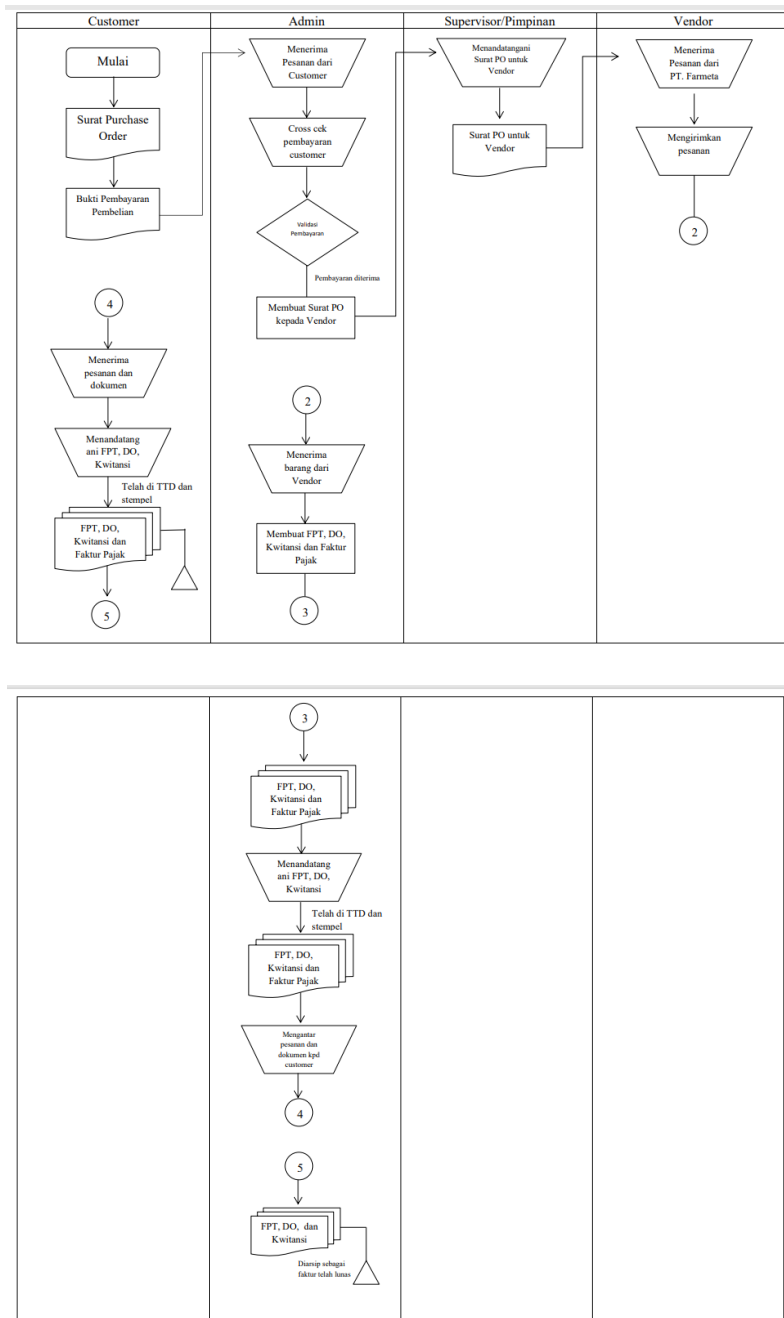 Customer
Admin
Supervisor/Pimpinan
Vendor
Mulai
Surat Purchase
Order
Bukti Pembayaran
Pembelian
4
Menerima
pesanan dan
dokumen
Menandatang
ani FPT, DO,
Kwitansi
Telah di TTD dan
stempel
FPT, DO,
Kwitansi dan
Faktur Pajak
5
Menerima
Pesanan dari
Customer
Cross cek
pembayaran
customer
Validasi
Pembayaran
Pembayaran diterima
Membuat Surat PO
kepada Vendor
2
Menerima
barang dari
Vendor
Membuat FPT, DO,
Kwitansi dan Faktur
Pajak
3
Menandatangani
Surat PO untuk
Vendor
Surat PO untuk
Vendor
Menerima
Pesanan dari
PT. Farmeta
Mengirimkan
pesanan
2
3
FPT, DO,
Kwitansi dan
Faktur Pajak
Menandatang
ani FPT, DO,
Kwitansi
Telah di TTD dan
stempel
FPT, DO,
Kwitansi dan
Faktur Pajak
Mengantar
pesanan dan
dokumen kpd
customer
4
5
FPT, DO, dan
Kwitansi
Diarsip sebagai
faktur telah lunas